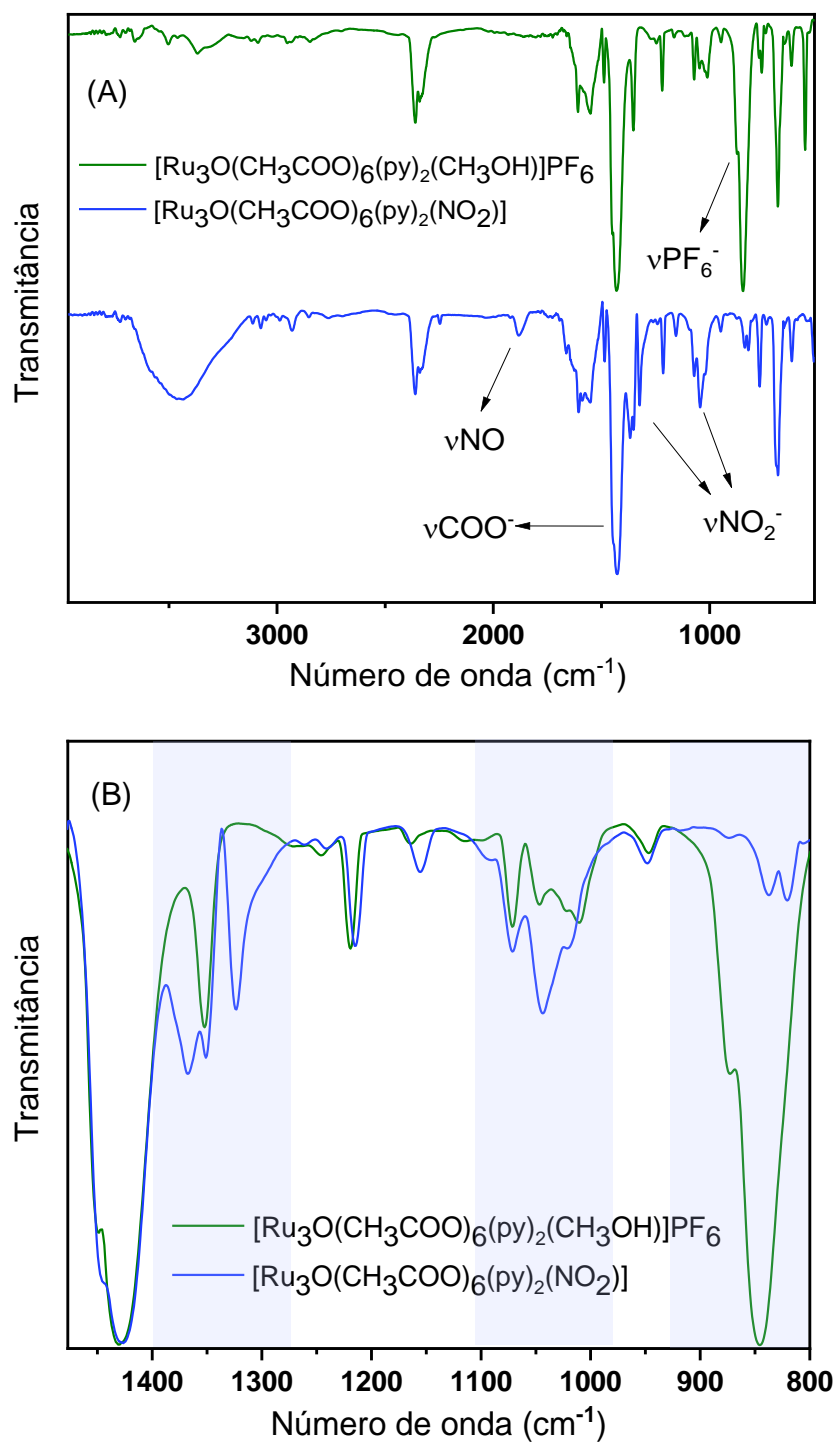 (A)
[Ru₃O(CH₃COO)₆(py)₂(CH₃OH)]PF₆
[Ru₃O(CH₃COO)₆(py)₂(NO₂)]
νPF₆⁻
νNO
νCOO⁻
νNO₂⁻
Transmitância
3000 2000 1000
Número de onda (cm⁻¹)
(B)
[Ru₃O(CH₃COO)₆(py)₂(CH₃OH)]PF₆
[Ru₃O(CH₃COO)₆(py)₂(NO₂)]
Transmitância
1400 1300 1200 1100 1000 900 800
Número de onda (cm⁻¹)